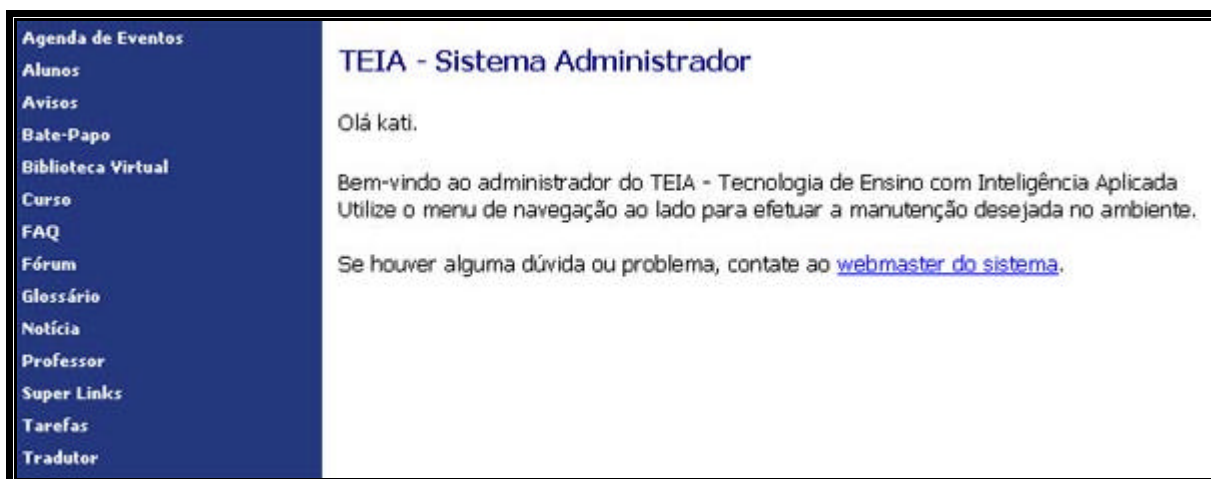 Agenda de Eventos
Alunos
Avisos
Bate-Papo
Biblioteca Virtual
Curso
FAQ
Fórum
Glossário
Notícia
Professor
Super Links
Tarefas
Tradutor
TEIA - Sistema Administrador
Olá kati.
Bem-vindo ao administrador do TEIA - Tecnologia de Ensino com Inteligência Aplicada
Utilize o menu de navegação ao lado para efetuar a manutenção desejada no ambiente.
Se houver alguma dúvida ou problema, contate ao webmaster do sistema.